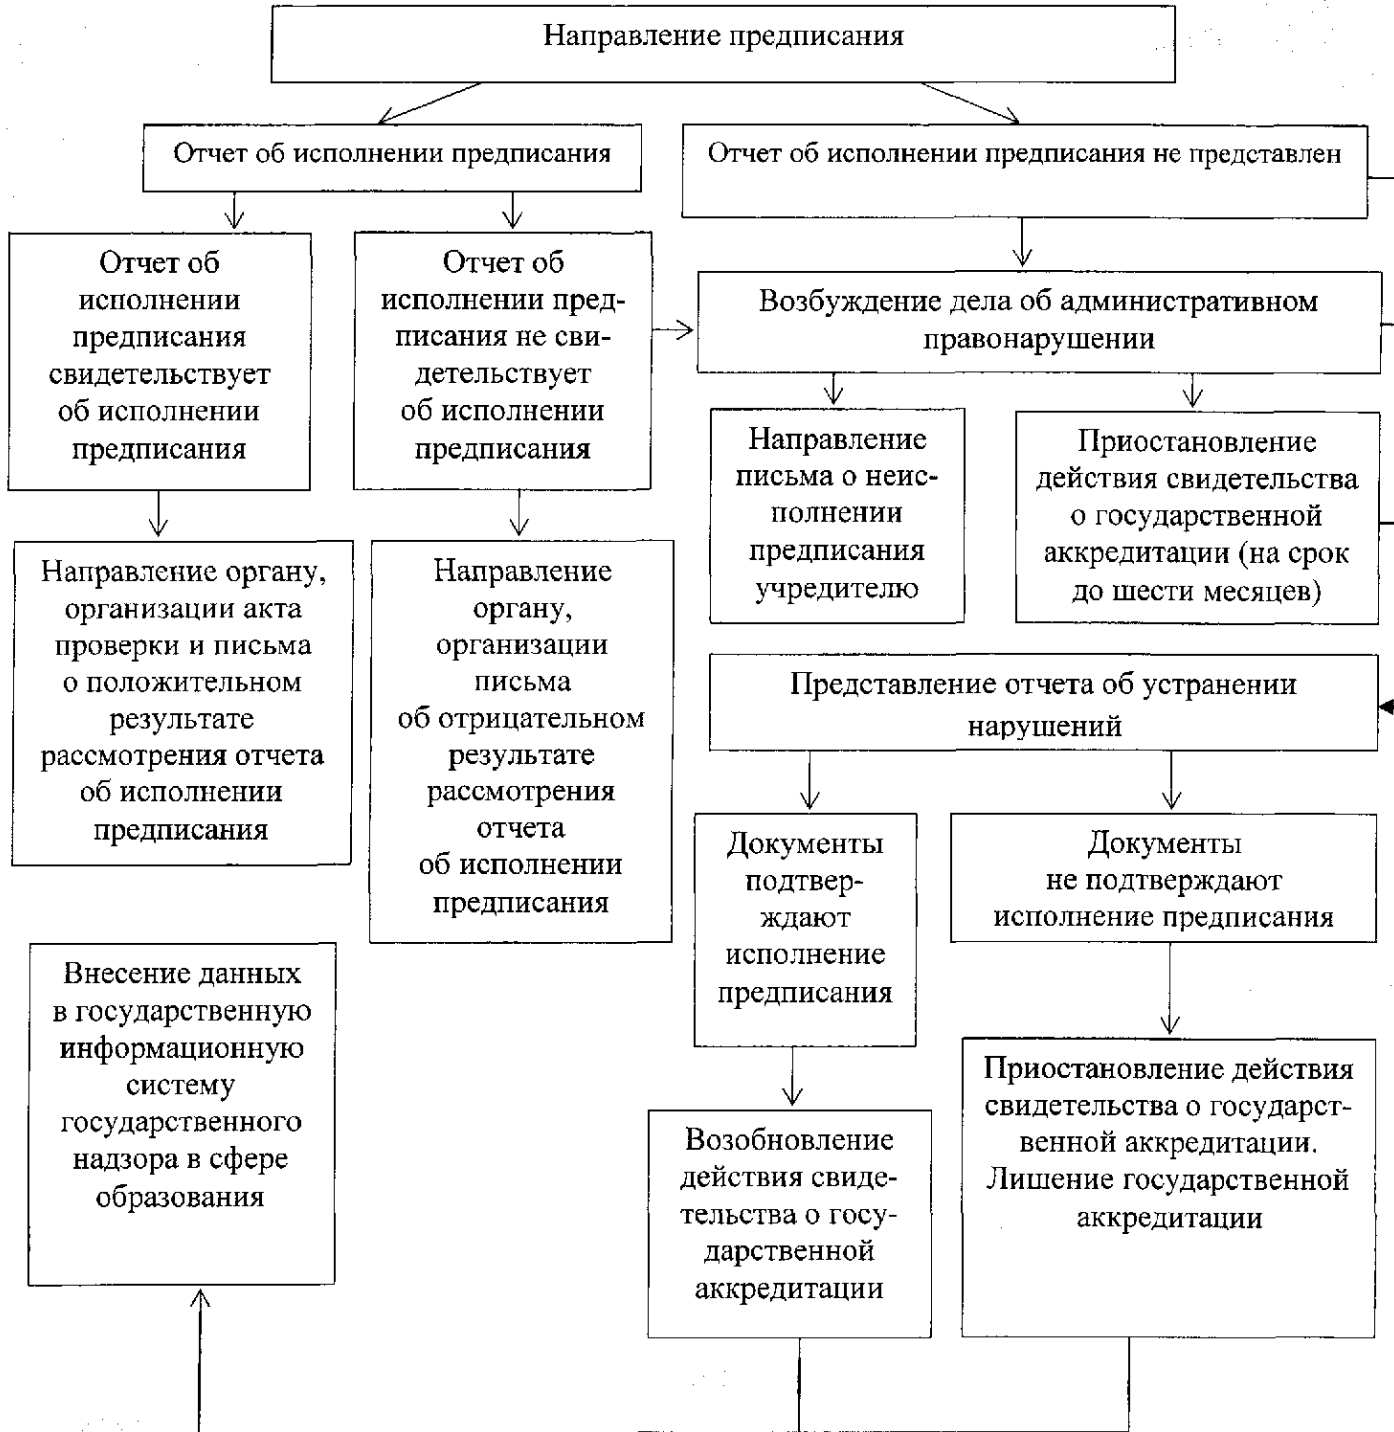 Направление предписания
Отчет об исполнении предписания
Отчет об исполнении предписания не представлен
Отчет об
исполнении
предписания
свидетельствует
об исполнении
предписания
Отчет об
исполнении пред-
писания не сви-
детельствует
об исполнении
предписания
Возбуждение дела об административном
правонарушении
Направление
письма о неис-
полнении
предписания
учредителю
Приостановление
действия свидетельства
о государственной
аккредитации (на срок
до шести месяцев)
Направление органу,
организации акта
проверки и письма
о положительном
результате
рассмотрения отчета
об исполнении
предписания
Направление
органу,
организации
письма
об отрицательном
результате
рассмотрения
отчета
об исполнении
предписания
Представление отчета об устранении
нарушений
Документы
подтвер-
ждают
исполнение
предписания
Документы
не подтверждают
исполнение предписания
Внесение данных
в государственную
информационную
систему
государственного
надзора в сфере
образования
Возобновление
действия свиде-
тельства о госу-
дарственной
аккредитации
Приостановление действия
свидетельства о государст-
венной аккредитации.
Лишение государственной
аккредитации